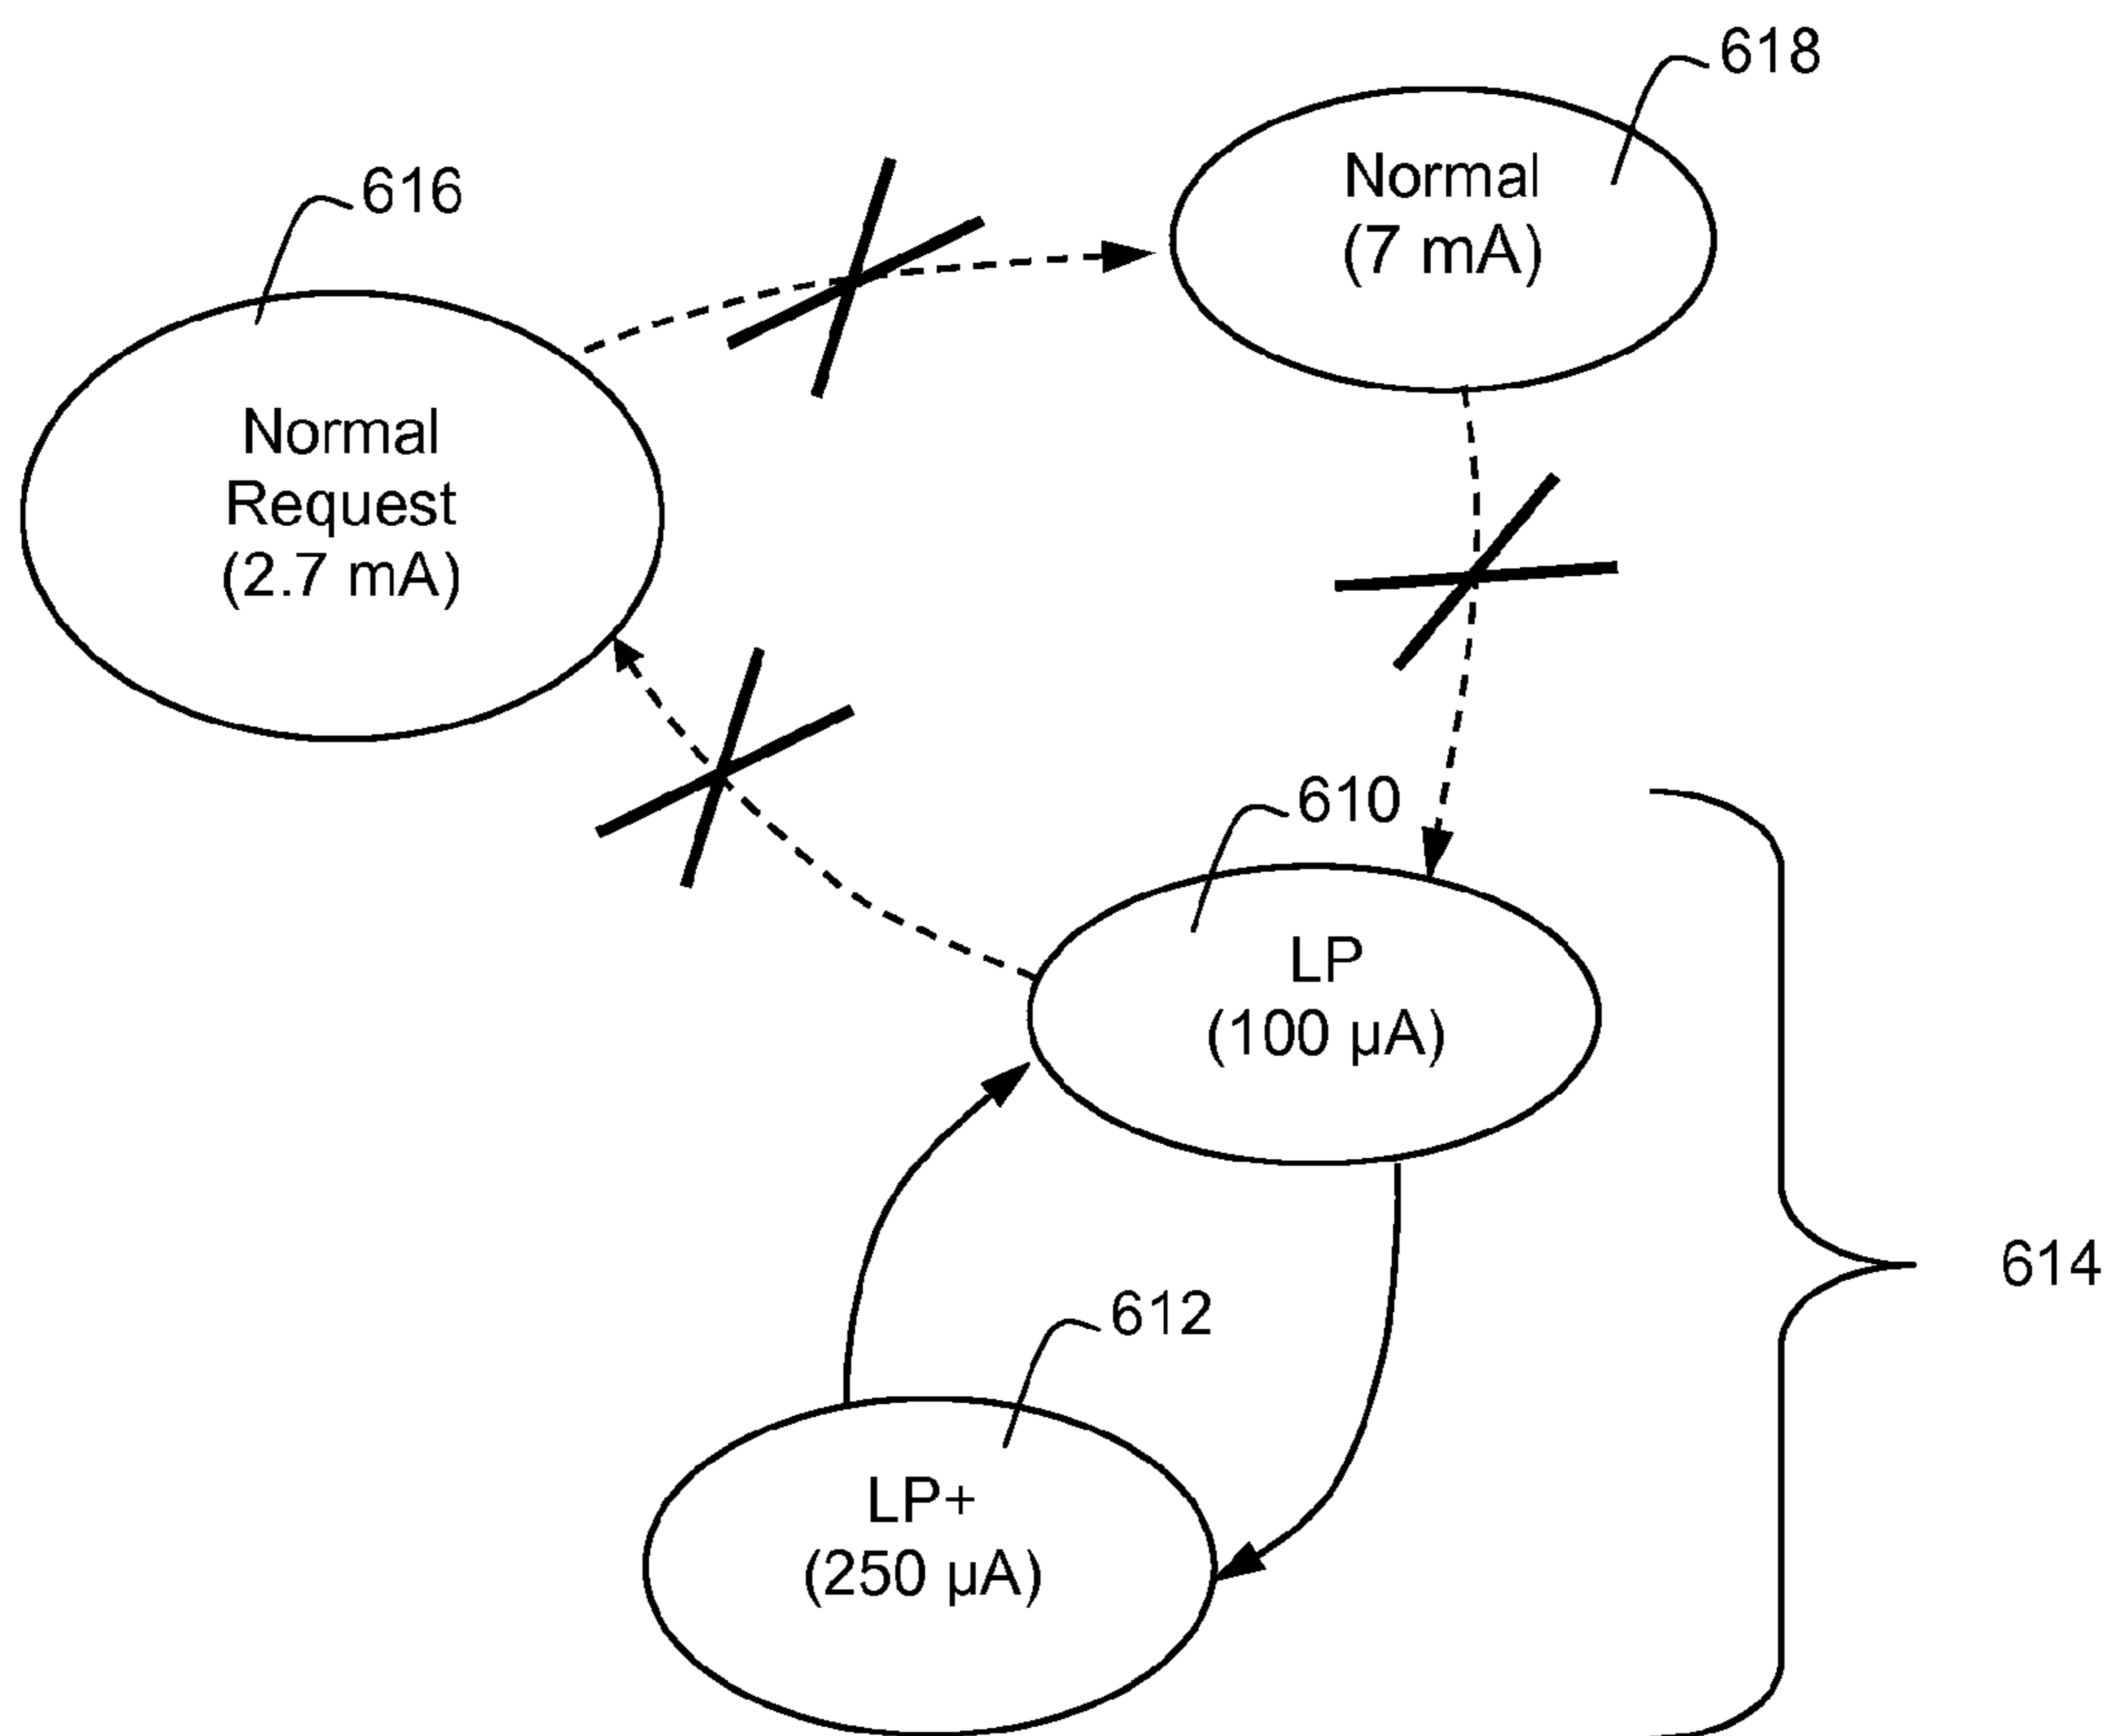 618
Normal
(7 mA)
616
Normal
Request
(2.7 mA)
610
LP
(100 µA)
614
612
LP+
(250 µA)